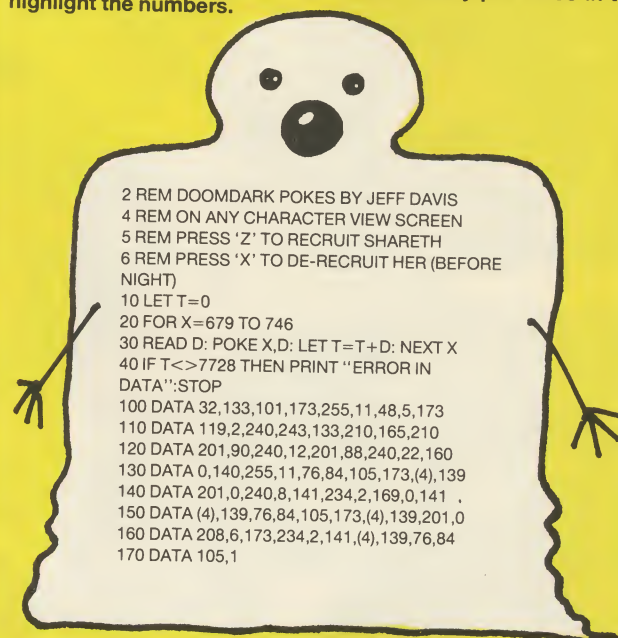 highlight the numbers.
2 REM DOOMDARK POKES BY JEFF DAVIS
4 REM ON ANY CHARACTER VIEW SCREEN
5 REM PRESS 'Z' TO RECRUIT SHARETH
6 REM PRESS 'X' TO DE-RECRUIT HER (BEFORE
NIGHT)
10 LET T=0
20 FOR X=679 TO 746
30 READ D: POKE X,D: LET T=T+D: NEXT X
40 IF T<>7728 THEN PRINT "ERROR IN
DATA":STOP
100 DATA 32,133,101,173,255,11,48,5,173
110 DATA 119,2,240,243,133,210,165,210
120 DATA 201,90,240,12,201,88,240,22,160
130 DATA 0,140,255,11,76,84,105,173,(4),139
140 DATA 201,0,240,8,141,234,2,169,0,141
150 DATA (4),139,76,84,105,173,(4),139,201,0
160 DATA 208,6,173,234,2,141,(4),139,76,84
170 DATA 105,1